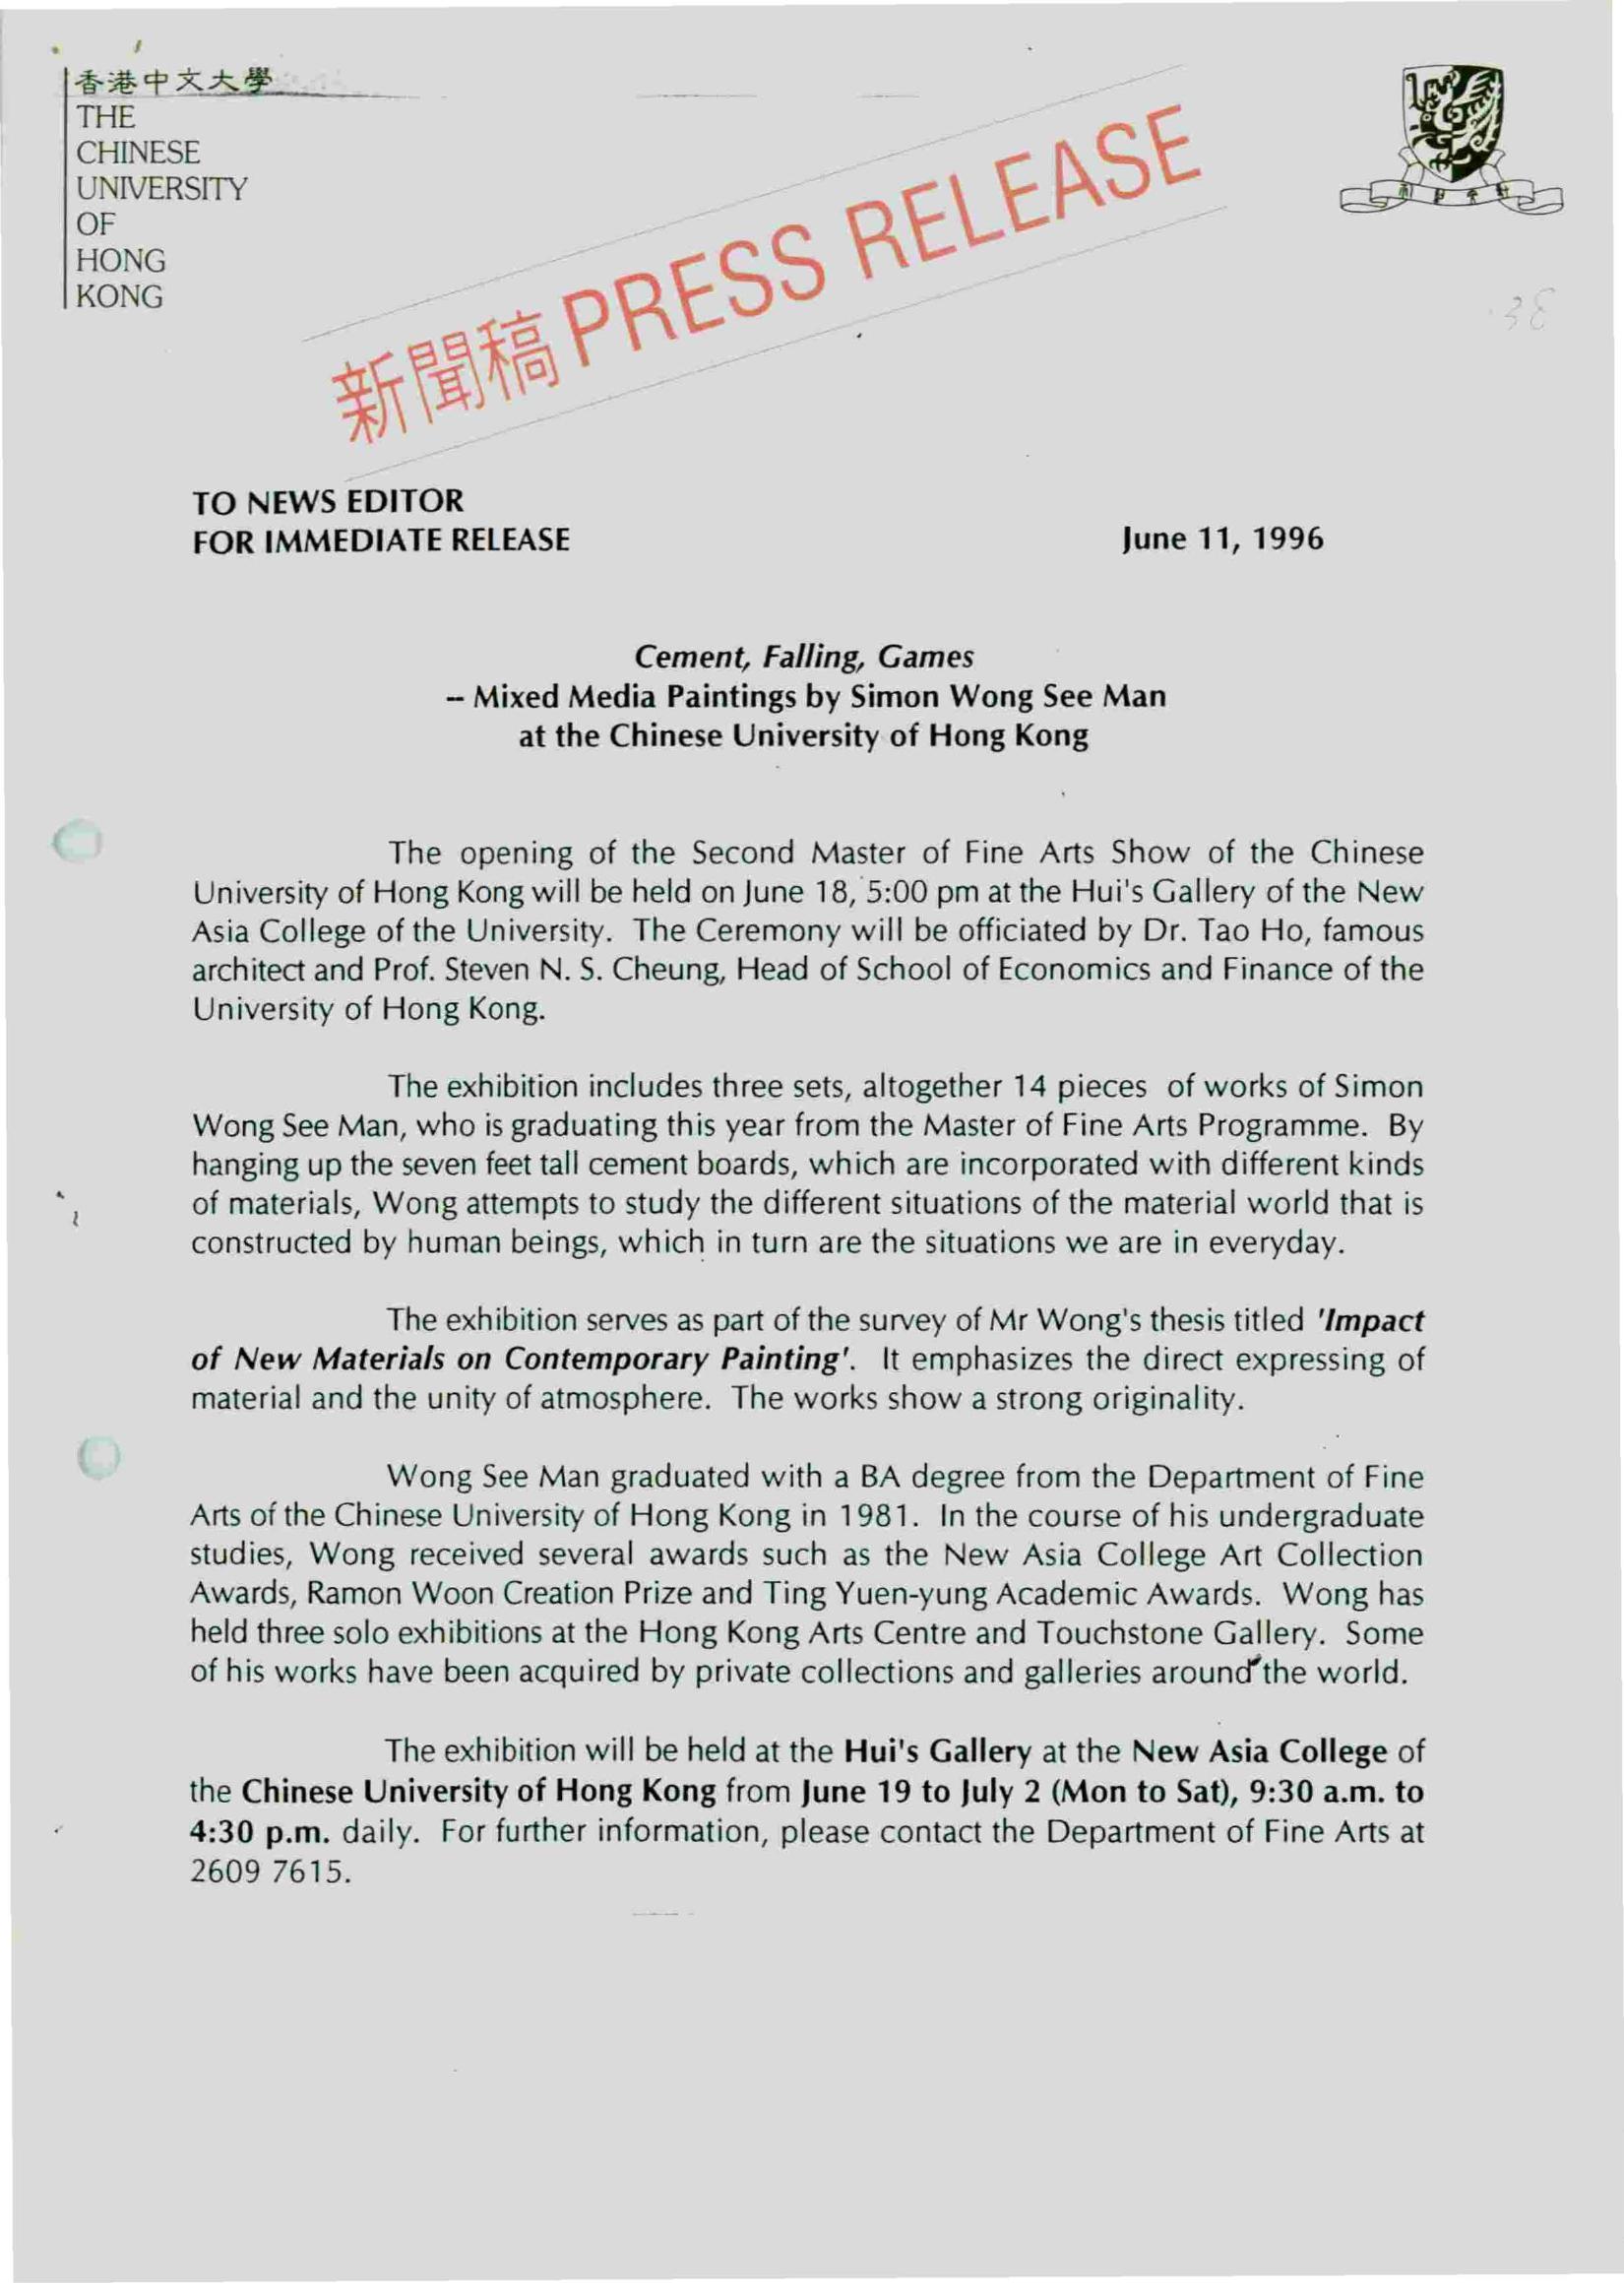 香港中文大學
THE
CHINESE
UNIVERSITY
OF
HONG
KONG
新聞稿 PRESS RELEASE
38
TO NEWS EDITOR
FOR IMMEDIATE RELEASE June 11, 1996
Cement, Falling, Games
-- Mixed Media Paintings by Simon Wong See Man
at the Chinese University of Hong Kong
The opening of the Second Master of Fine Arts Show of the Chinese
University of Hong Kong will be held on June 18, 5:00 pm at the Hui's Gallery of the New
Asia College of the University. The Ceremony will be officiated by Dr. Tao Ho, famous
architect and Prof. Steven N. S. Cheung, Head of School of Economics and Finance of the
University of Hong Kong.
The exhibition includes three sets, altogether 14 pieces of works of Simon
Wong See Man, who is graduating this year from the Master of Fine Arts Programme. By
hanging up the seven feet tall cement boards, which are incorporated with different kinds
of materials, Wong attempts to study the different situations of the material world that is
constructed by human beings, which in turn are the situations we are in everyday.
The exhibition serves as part of the survey of Mr Wong's thesis titled 'Impact
of New Materials on Contemporary Painting'. It emphasizes the direct expressing of
material and the unity of atmosphere. The works show a strong originality.
Wong See Man graduated with a BA degree from the Department of Fine
Arts of the Chinese University of Hong Kong in 1981. In the course of his undergraduate
studies, Wong received several awards such as the New Asia College Art Collection
Awards, Ramon Woon Creation Prize and Ting Yuen-yung Academic Awards. Wong has
held three solo exhibitions at the Hong Kong Arts Centre and Touchstone Gallery. Some
of his works have been acquired by private collections and galleries around the world.
The exhibition will be held at the Hui's Gallery at the New Asia College of
the Chinese University of Hong Kong from June 19 to July 2 (Mon to Sat), 9:30 a.m. to
4:30 p.m. daily. For further information, please contact the Department of Fine Arts at
2609 7615.